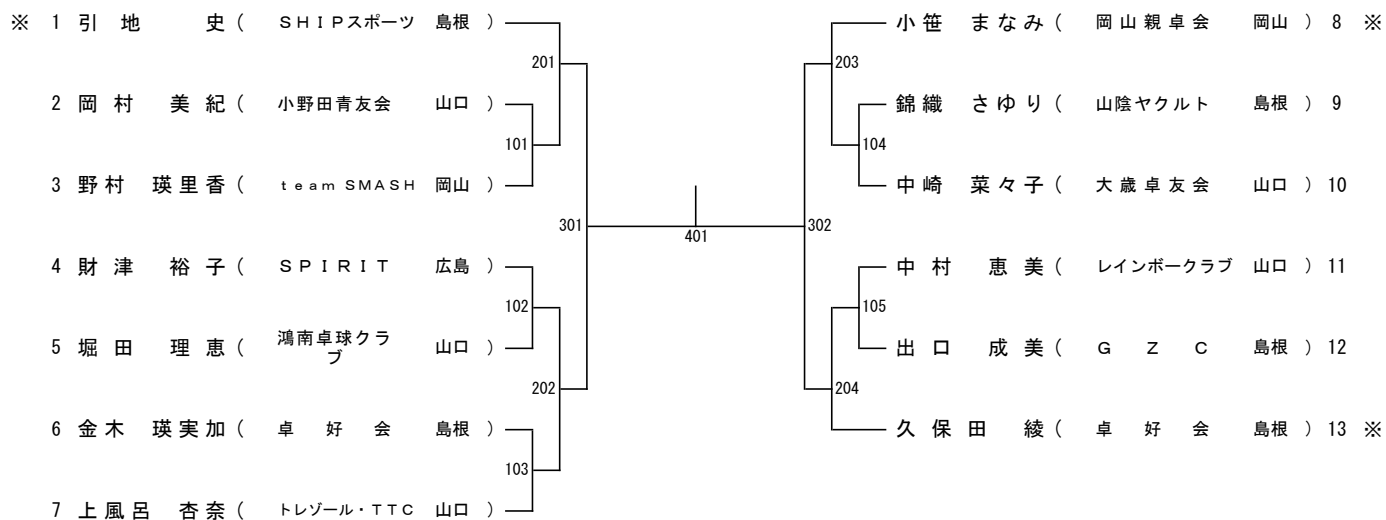 ※ 1 引地 史 ( SHIPスポーツ 島根 )
2 岡村 美紀 ( 小野田青友会 山口 )
3 野村 瑛里香 ( team SMASH 岡山 )
4 財津 裕子 ( SPIRIT 広島 )
5 堀田 理恵 ( 鴻南卓球クラ
ブ 山口 )
6 金木 瑛実加 ( 卓好会 島根 )
7 上風呂 杏奈 ( トレゾール・TTC 山口 )
201
101
301
102
202
103
401
小笹 まなみ ( 岡山親卓会 岡山 ) 8 ※
錦織 さゆり ( 山陰ヤクルト 島根 ) 9
中崎 菜々子 ( 大歳卓友会 山口 ) 10
中村 恵美 ( レインボークラブ 山口 ) 11
出口 成美 ( GZC 島根 ) 12
久保田 綾 ( 卓好会 島根 ) 13 ※
203
104
302
105
204